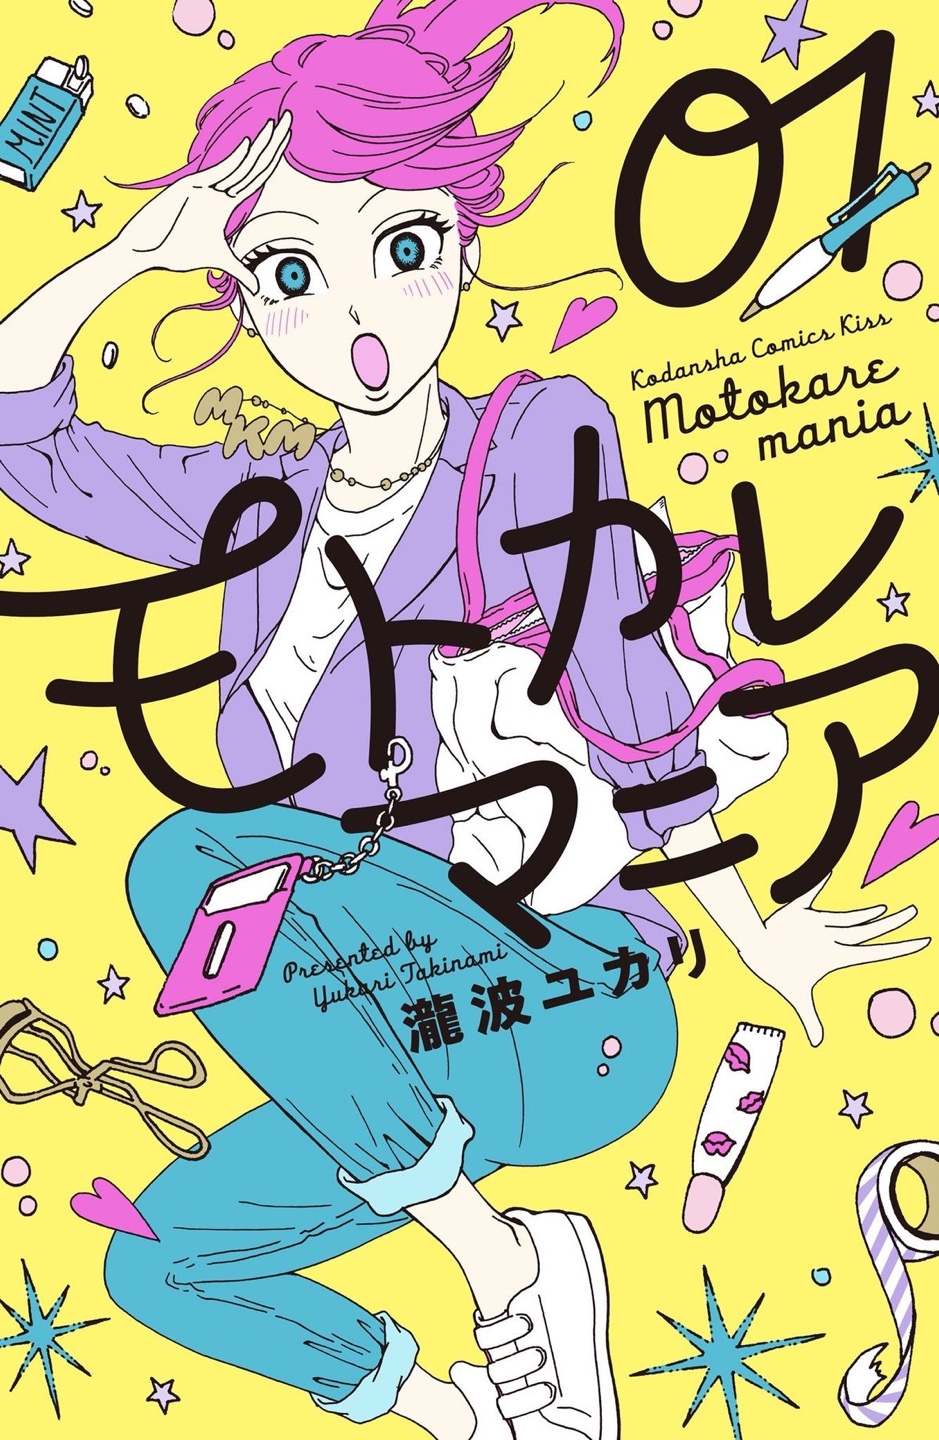 01
MINT
Kodansha Comics Kiss
Motokare
mania
MKM
モトカレ
マニア
Presented by
Yukari Takinami
瀧波ユカリ